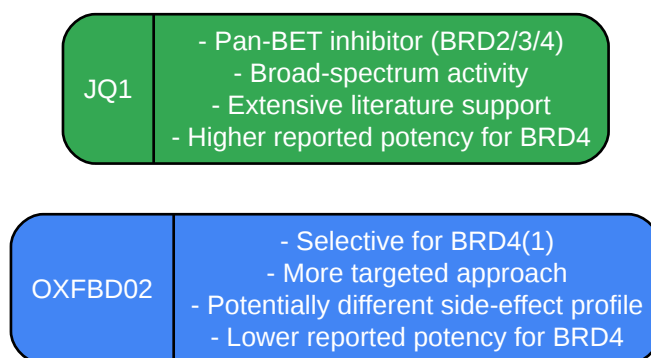 JQ1
- Pan-BET inhibitor (BRD2/3/4)
- Broad-spectrum activity
- Extensive literature support
- Higher reported potency for BRD4
OXFBD02
- Selective for BRD4(1)
- More targeted approach
- Potentially different side-effect profile
- Lower reported potency for BRD4